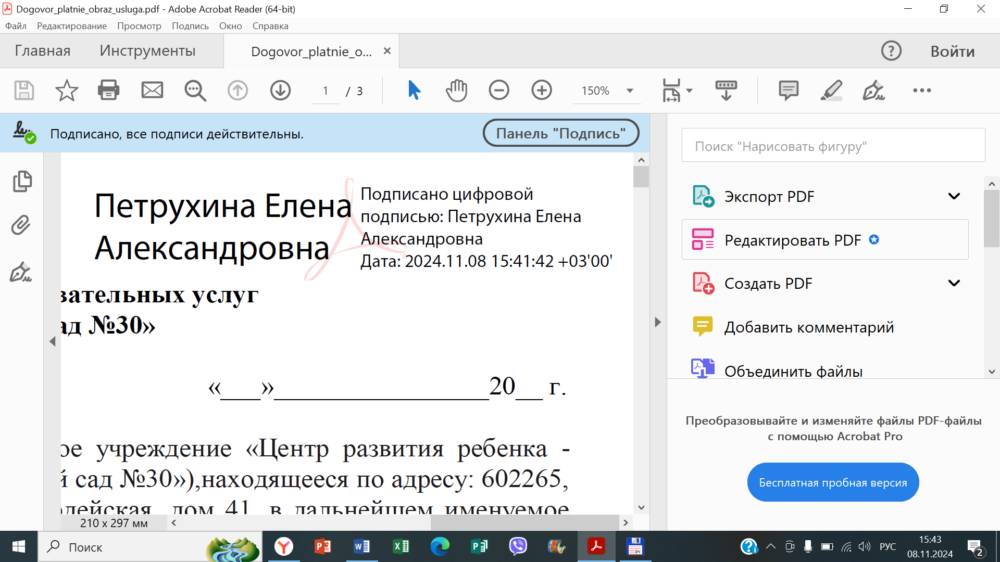 Dogovor_platnie_obraz_usluga.pdf - Adobe Acrobat Reader (64-bit)
Файл Редактирование Просмотр Подпись Окно Справка
Главная Инструменты Dogovor_platnie_o... Войти
1 / 3 150%
Подписано, все подписи действительны. Панель "Подпись"
Петрухина Елена
Александровна
Подписано цифровой
подписью: Петрухина Елена
Александровна
Дата: 2024.11.08 15:41:42 +03'00'
вательных услуг
ад №30»
«___»________________20__ г.
ое учреждение «Центр развития ребенка -
й сад №30»),находящееся по адресу: 602265,
дом 41, в дальнейшем именуемое
210 x 297 мм
Поиск "Нарисовать фигуру"
Экспорт PDF
Редактировать PDF
Создать PDF
Добавить комментарий
Объединить файлы
Преобразовывайте и изменяйте файлы PDF-файлы
с помощью Acrobat Pro
Бесплатная пробная версия
Поиск
РУС
15:43
08.11.2024
2